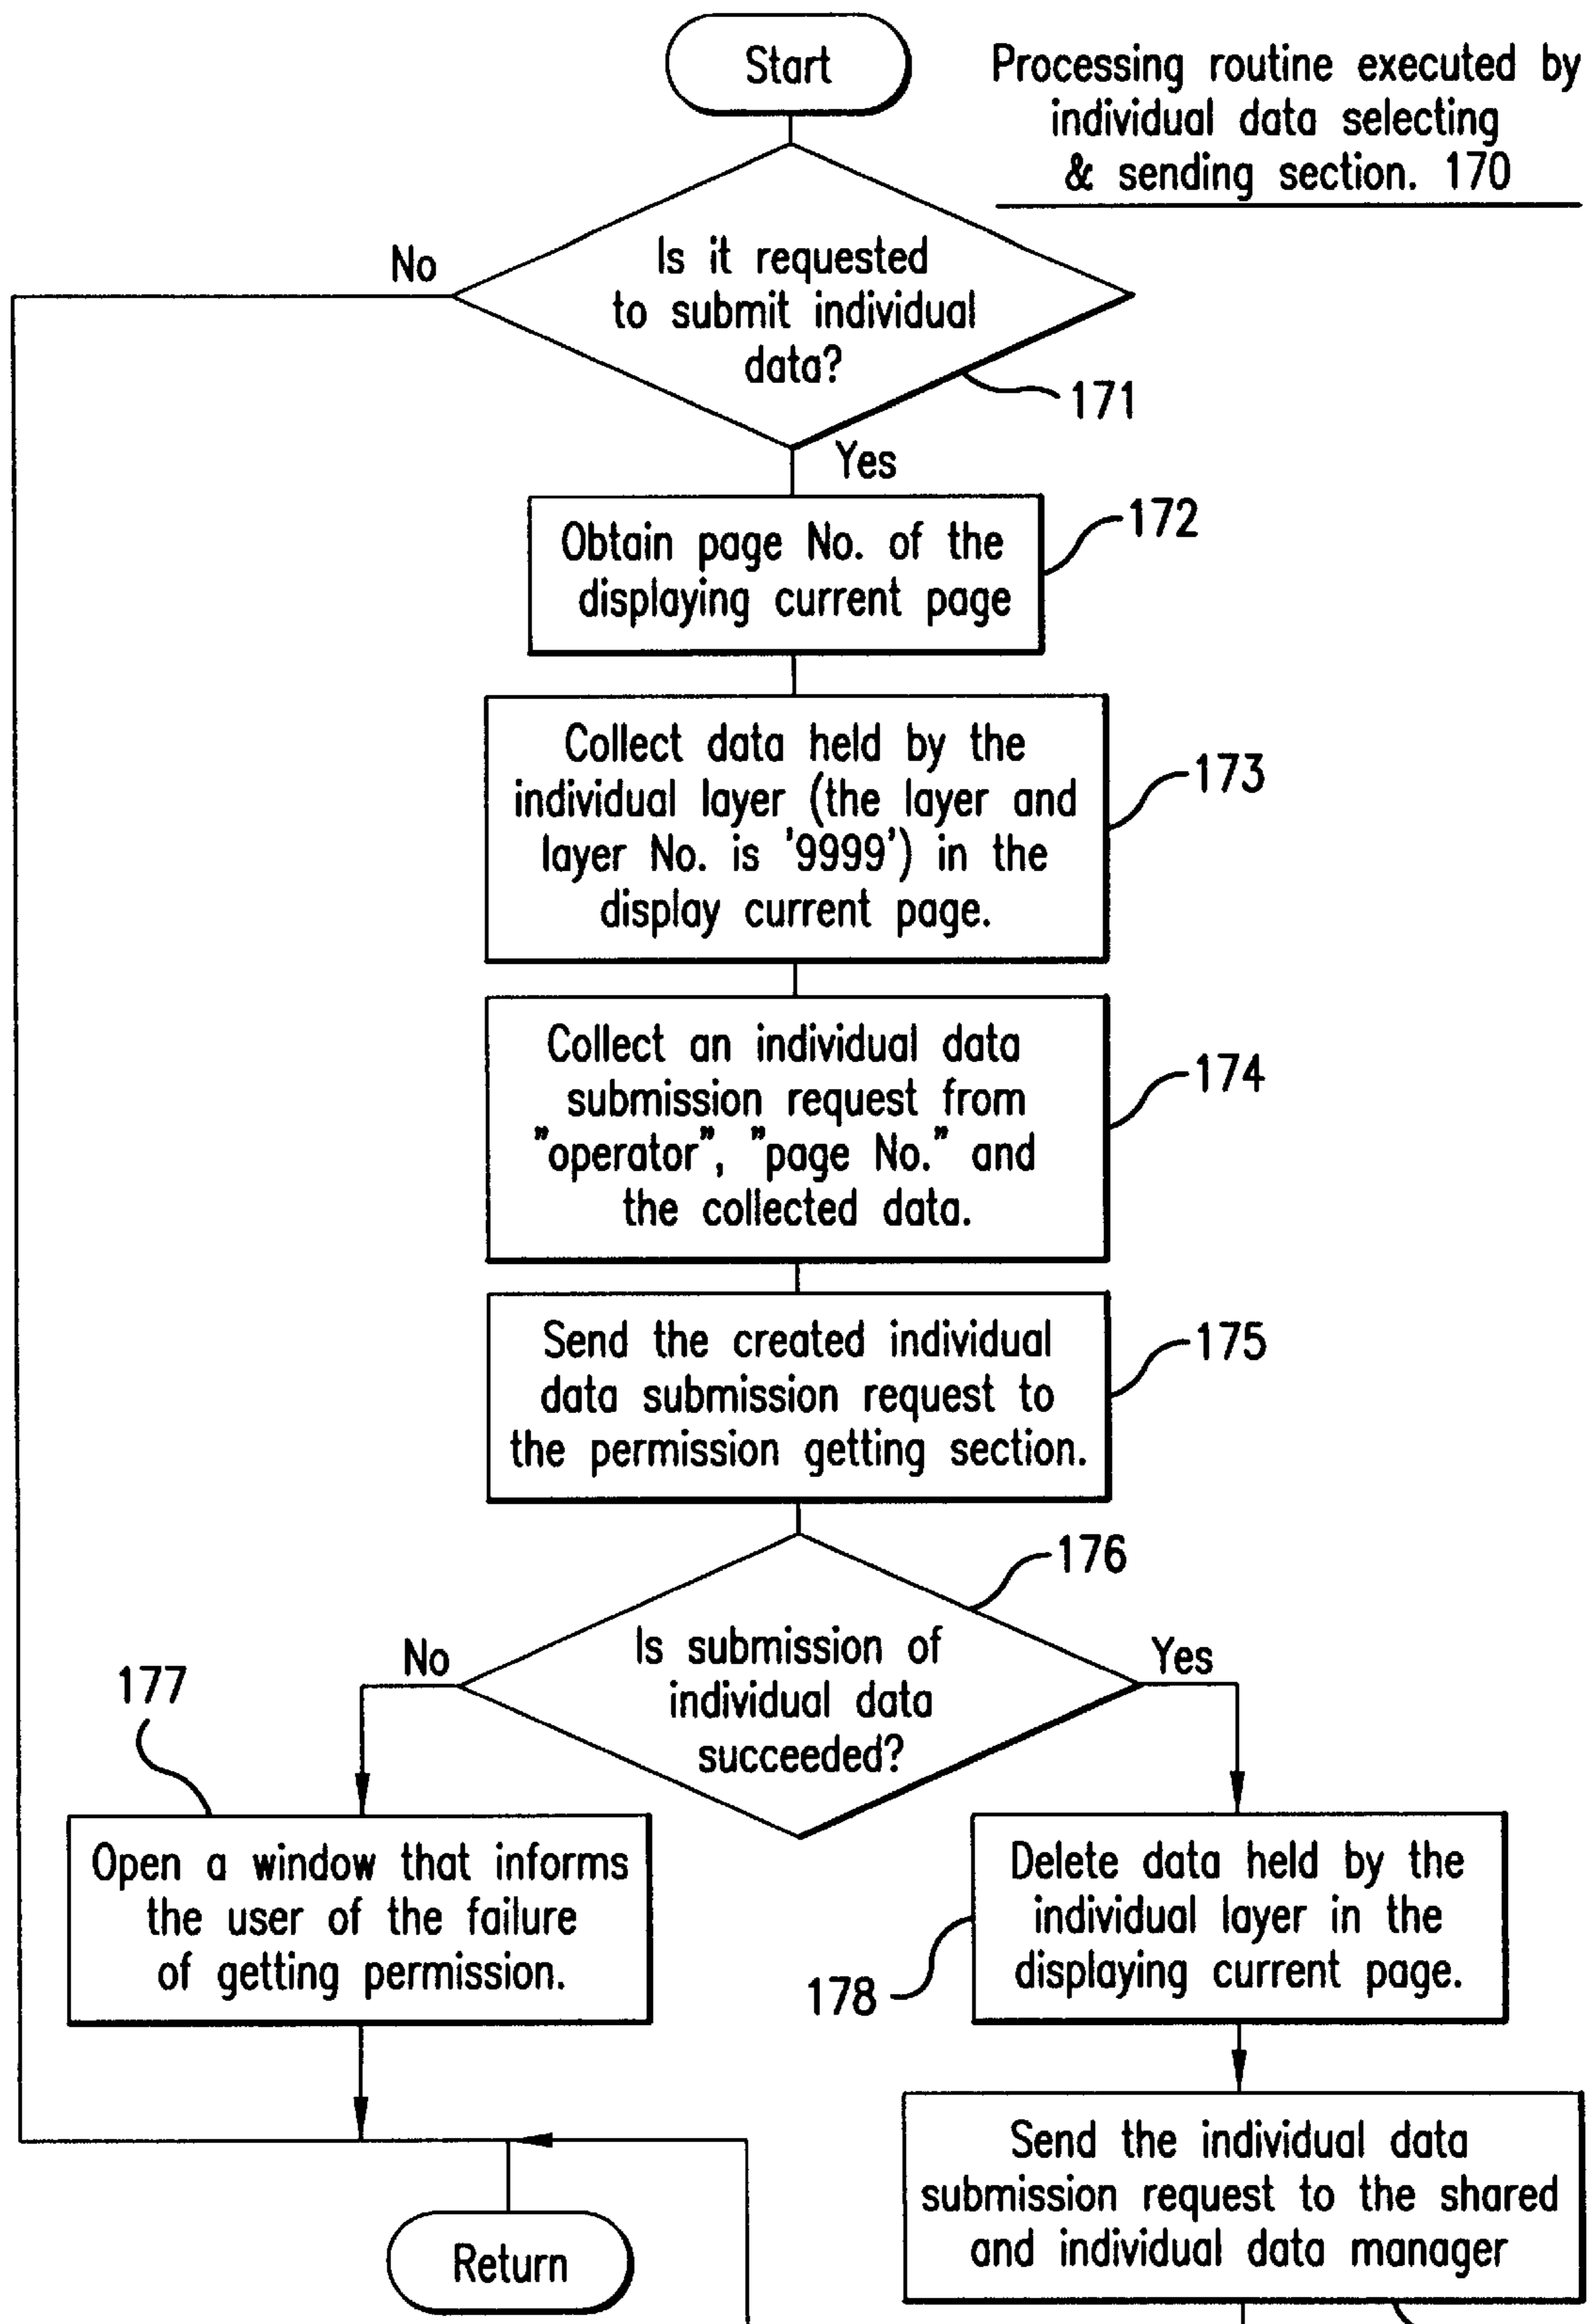 Start
Processing routine executed by
individual data selecting
& sending section. 170
Is it requested
to submit individual
data?
No
171
Yes
Obtain page No. of the
displaying current page
172
Collect data held by the
individual layer (the layer and
layer No. is '9999') in the
display current page.
173
Collect an individual data
submission request from
"operator", "page No." and
the collected data.
174
Send the created individual
data submission request to
the permission getting section.
175
176
Is submission of
individual data
succeeded?
No
Yes
177
Open a window that informs
the user of the failure
of getting permission.
Delete data held by the
individual layer in the
displaying current page.
178
Send the individual data
submission request to the shared
and individual data manager
Return